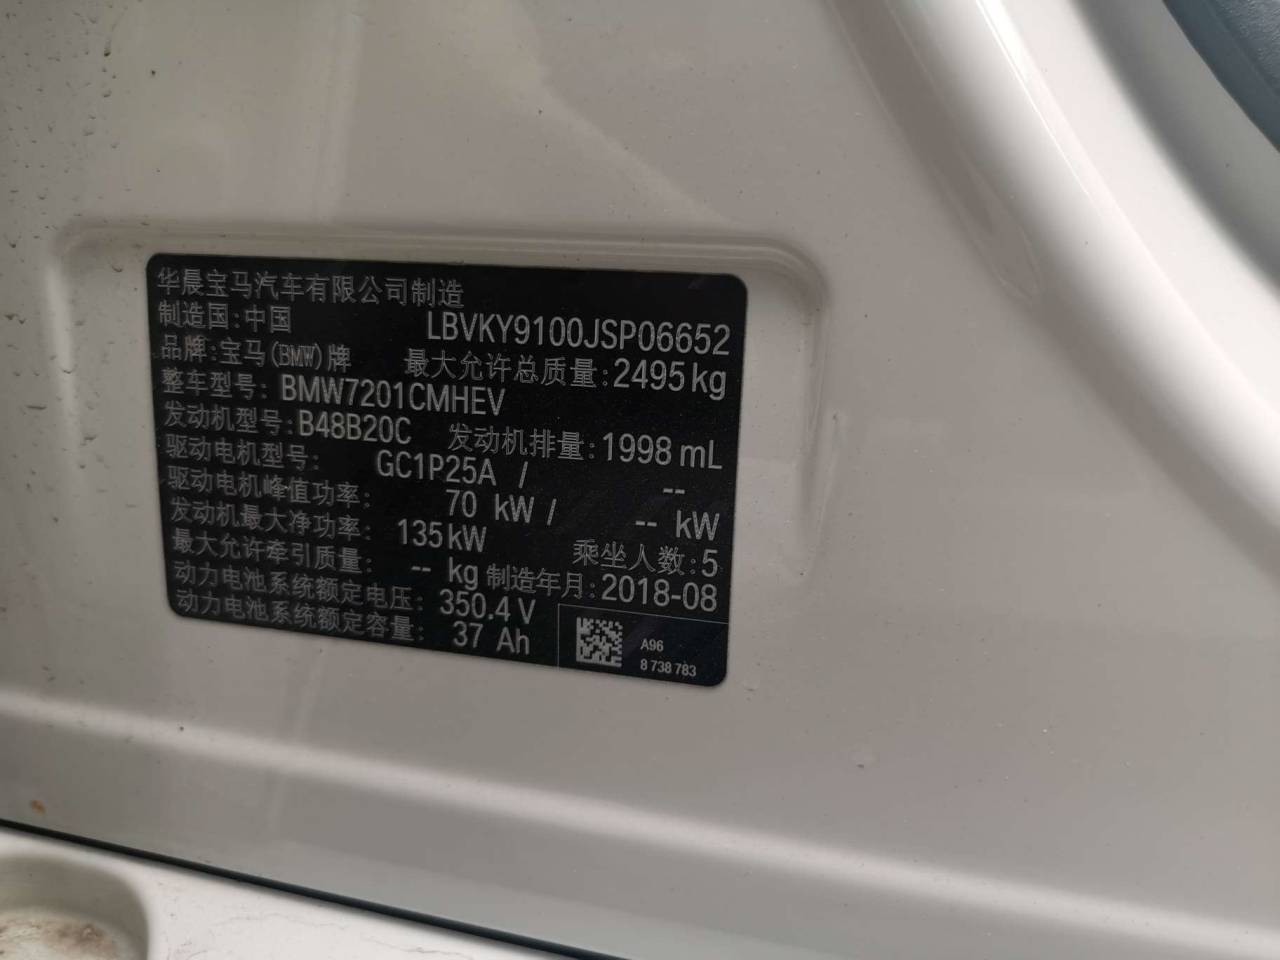 华晨宝马汽车有限公司制造
制造国:中国 LBVKY9100JSP06652
品牌:宝马(BMW)牌 最大允许总质量:2495kg
整车型号:BMW7201CMHEV
发动机型号:B48B20C 发动机排量:1998 mL
驱动电机型号: GC1P25A / --
驱动电机峰值功率: 70 kW / -- kW
发动机最大净功率: 135kW 乘坐人数:5
最大允许牵引质量: -- kg 制造年月:2018-08
动力电池系统额定电压: 350.4V
动力电池系统额定容量: 37 Ah
A96
8 738 783